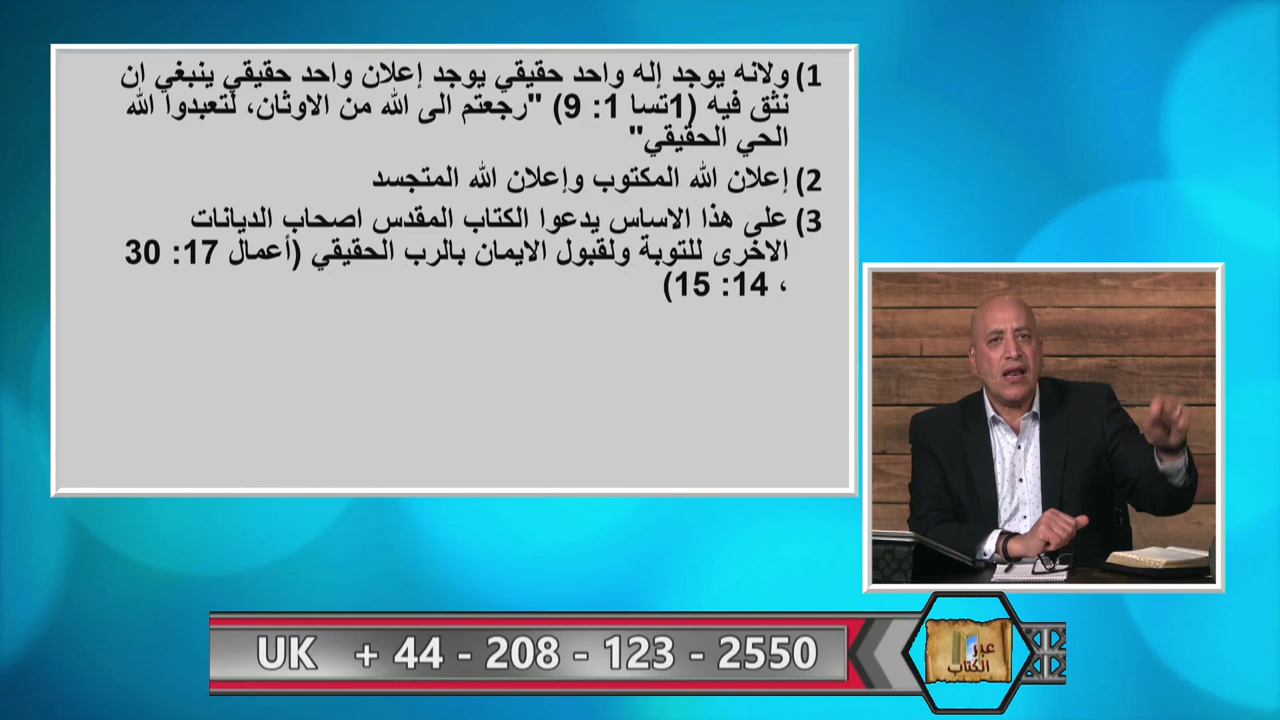 1) ولانه يوجد إله واحد حقيقي يوجد إعلان واحد حقيقي ينبغي ان
نثق فيه (1تسا 1: 9) "رجعتم الى الله من الاوثان، لتعبدوا الله
الحي الحقيقي"
2) إعلان الله المكتوب وإعلان الله المتجسد
3) على هذا الاساس يدعوا الكتاب المقدس اصحاب الديانات
الاخرى للتوبة ولقبول الايمان بالرب الحقيقي (أعمال 17: 30
، 14: 15)
UK + 44 - 208 - 123 - 2550
عبر
الكتاب